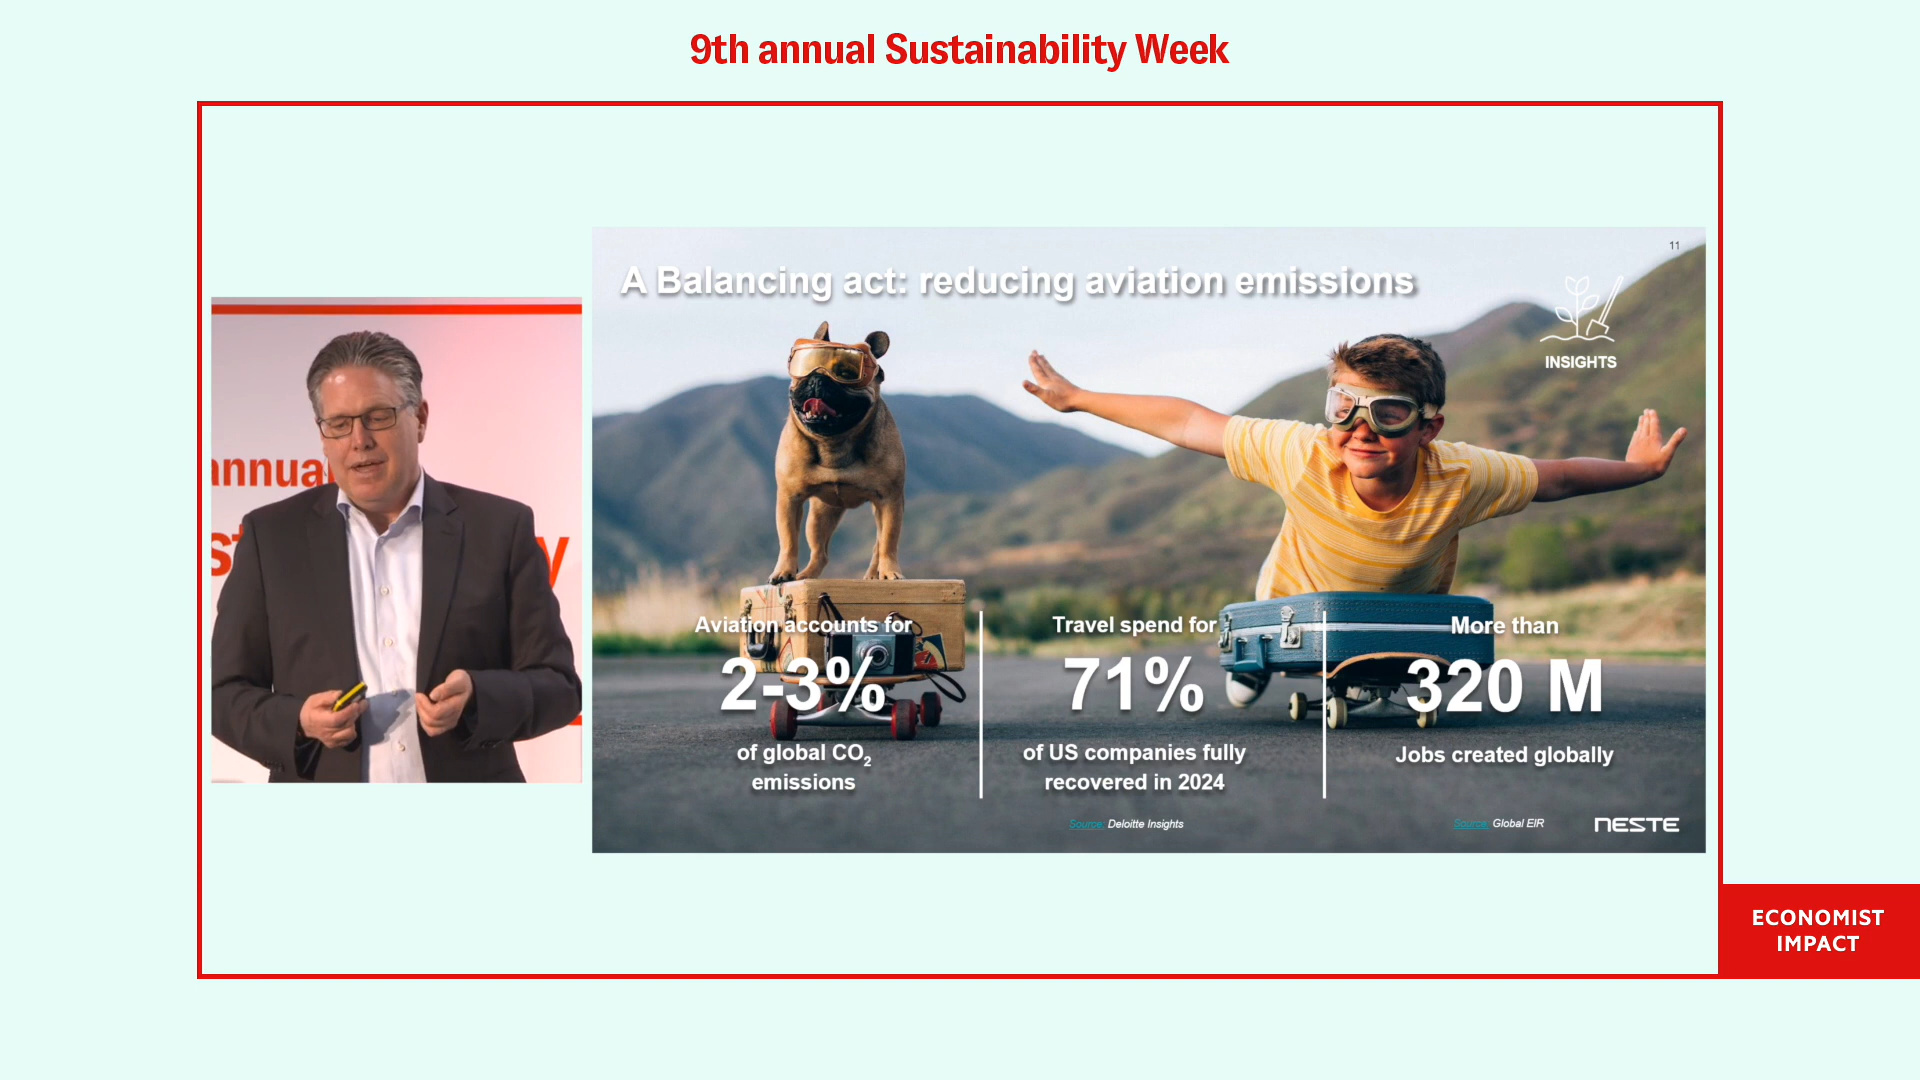 9th annual Sustainability Week
annua
st
y
11
A Balancing act: reducing aviation emissions
INSIGHTS
Aviation accounts for
2-3%
of global CO₂
emissions
Travel spend for
71%
of US companies fully
recovered in 2024
Source: Deloitte Insights
More than
320 M
Jobs created globally
Source: Global EIR
NESTE
ECONOMIST
IMPACT